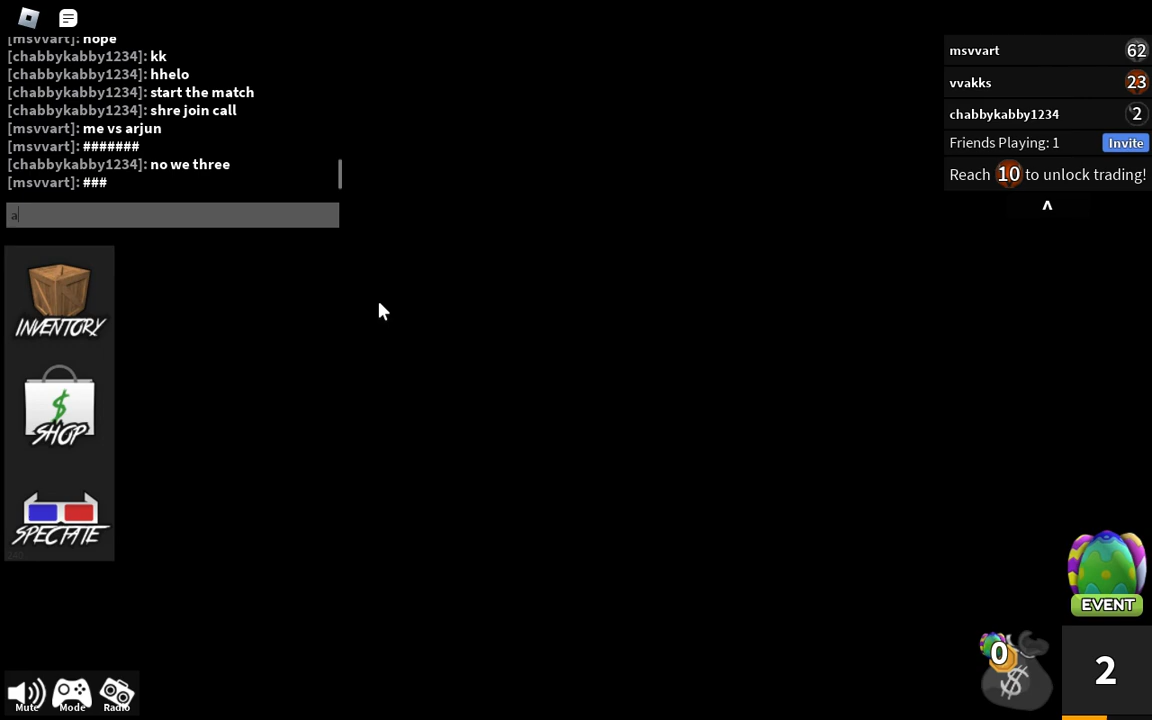 [msvvart]: nope
[chabbykabby1234]: kk
[chabbykabby1234]: hhelo
[chabbykabby1234]: start the match
[chabbykabby1234]: shre join call
[msvvart]: me vs arjun
[msvvart]: #######
[chabbykabby1234]: no we three
[msvvart]: ###
a
INVENTORY
$
SHOP
SPECTATE
240
Mute
Mode
Radio
msvvart 62
vvakks 23
chabbykabby1234 2
Friends Playing: 1 Invite
Reach 10 to unlock trading!
^
EVENT
0
$
2